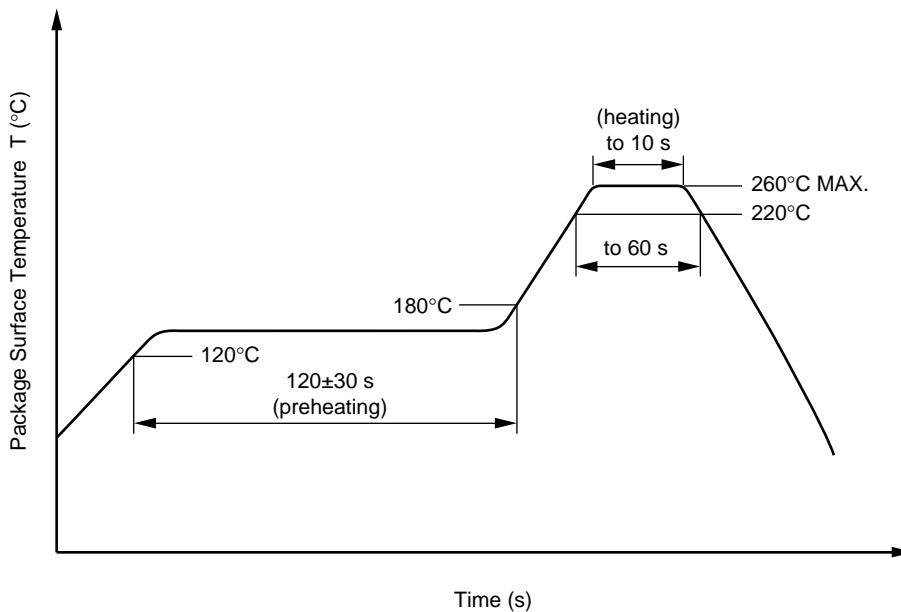 Package Surface Temperature T (°C)
(heating)
to 10 s
260°C MAX.
220°C
to 60 s
180°C
120°C
120±30 s
(preheating)
Time (s)